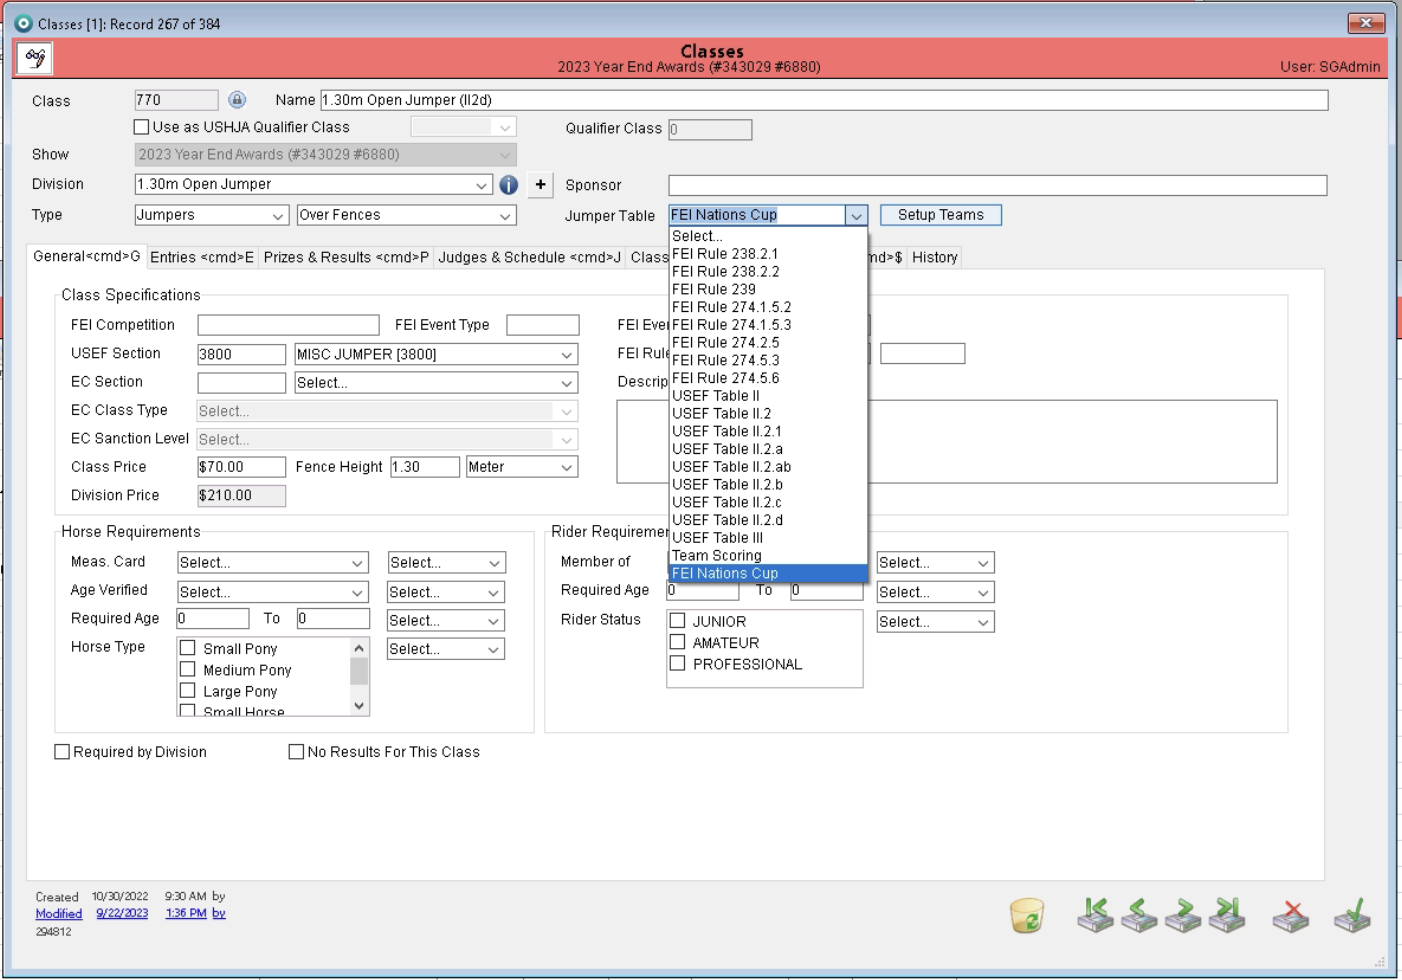 Classes [1]: Record 267 of 384
Classes
2023 Year End Awards (#343029 #6880)
User: SGAdmin
Class 770 Name 1.30m Open Jumper (II2d)
Use as USHJA Qualifier Class Qualifier Class 0
Show 2023 Year End Awards (#343029 #6880)
Division 1.30m Open Jumper + Sponsor
Type Jumpers Over Fences Jumper Table FEI Nations Cup Setup Teams
General<cmd>G Entries <cmd>E Prizes & Results <cmd>P Judges & Schedule <cmd>J Class md>$ History
Select...
FEI Rule 238.2.1
FEI Rule 238.2.2
FEI Rule 239
FEI Rule 274.1.5.2
FEI Rule 274.1.5.3
FEI Rule 274.2.5
FEI Rule 274.5.3
FEI Rule 274.5.6
USEF Table II
USEF Table II.2
USEF Table II.2.1
USEF Table II.2.a
USEF Table II.2.ab
USEF Table II.2.b
USEF Table II.2.c
USEF Table II.2.d
USEF Table III
Team Scoring
FEI Nations Cup
Class Specifications
FEI Competition FEI Event Type FEI Ever
USEF Section 3800 MISC JUMPER [3800] FEI Rule
EC Section Select... Descrip
EC Class Type Select...
EC Sanction Level Select...
Class Price $70.00 Fence Height 1.30 Meter
Division Price $210.00
Horse Requirements
Meas. Card Select... Select...
Age Verified Select... Select...
Required Age 0 To 0 Select...
Horse Type Small Pony Select...
Medium Pony
Large Pony
Small Horse
Rider Requiremen
Member of Select...
Required Age 0 To 0 Select...
Rider Status JUNIOR Select...
AMATEUR
PROFESSIONAL
Required by Division No Results For This Class
Created 10/30/2022 9:30 AM by
Modified 9/22/2023 1:36 PM by
294812